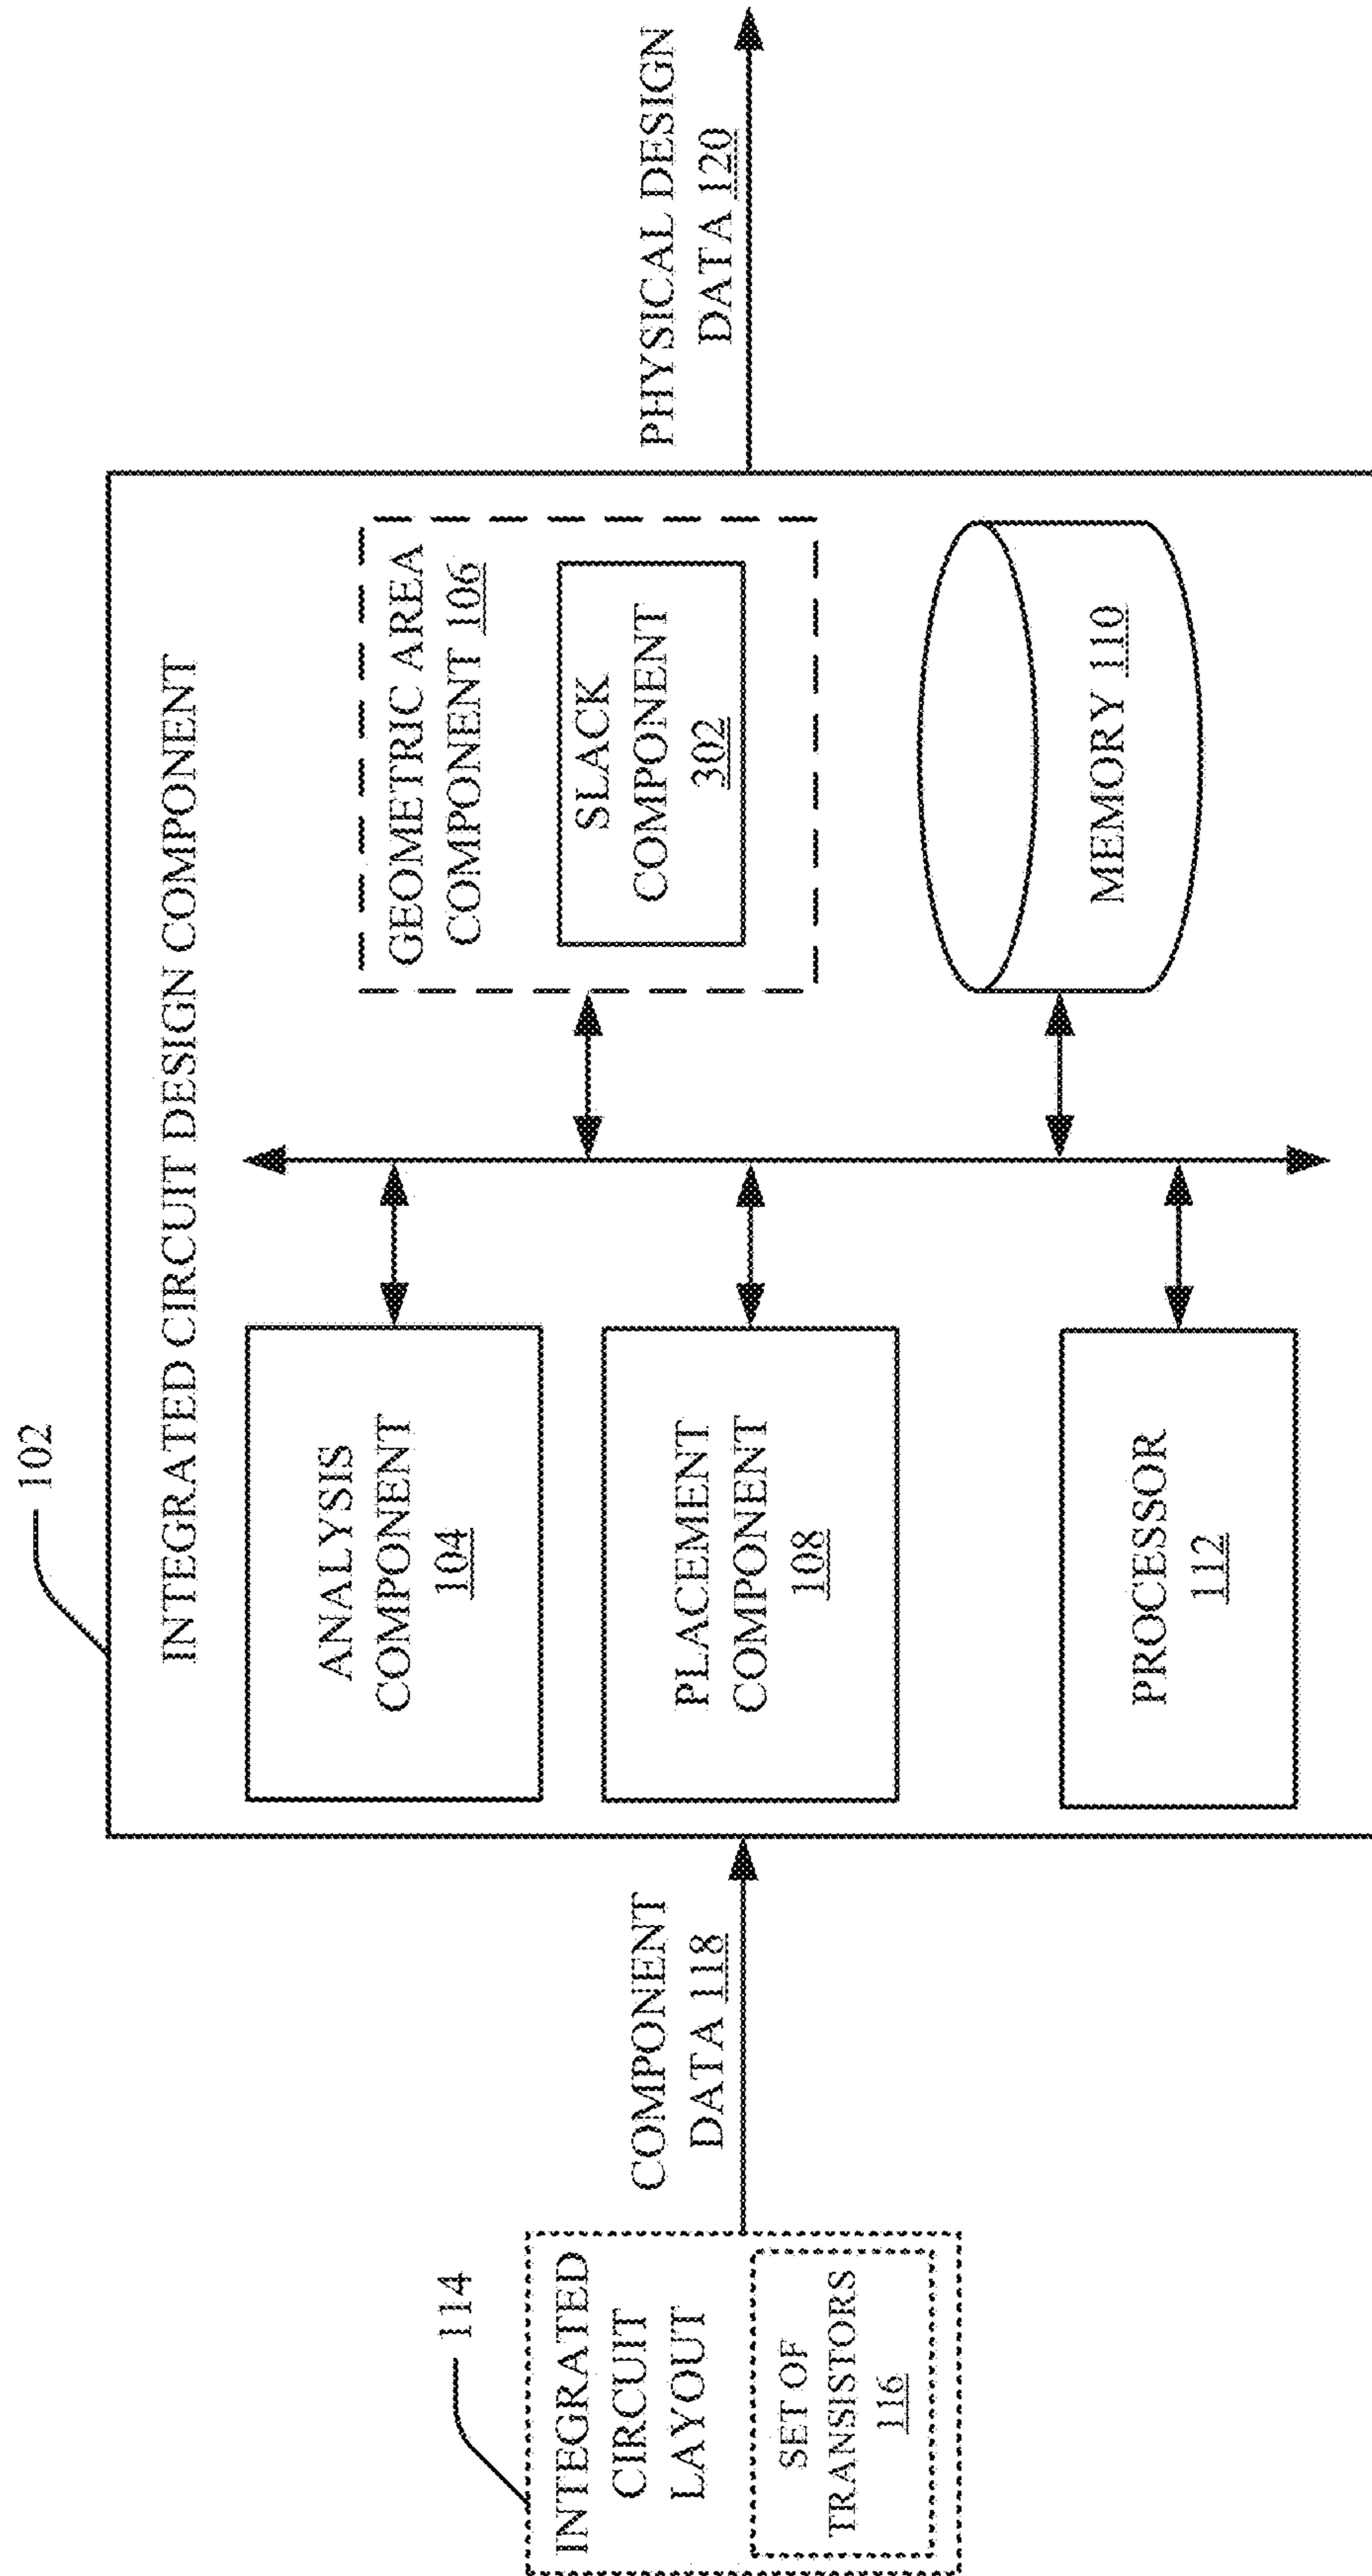 102
INTEGRATED CIRCUIT DESIGN COMPONENT
114
INTEGRATED
CIRCUIT
LAYOUT
SET OF
TRANSISTORS
116
COMPONENT
DATA 118
ANALYSIS
COMPONENT
104
PLACEMENT
COMPONENT
108
PROCESSOR
112
GEOMETRIC AREA
COMPONENT 106
SLACK
COMPONENT
302
MEMORY 110
PHYSICAL DESIGN
DATA 120